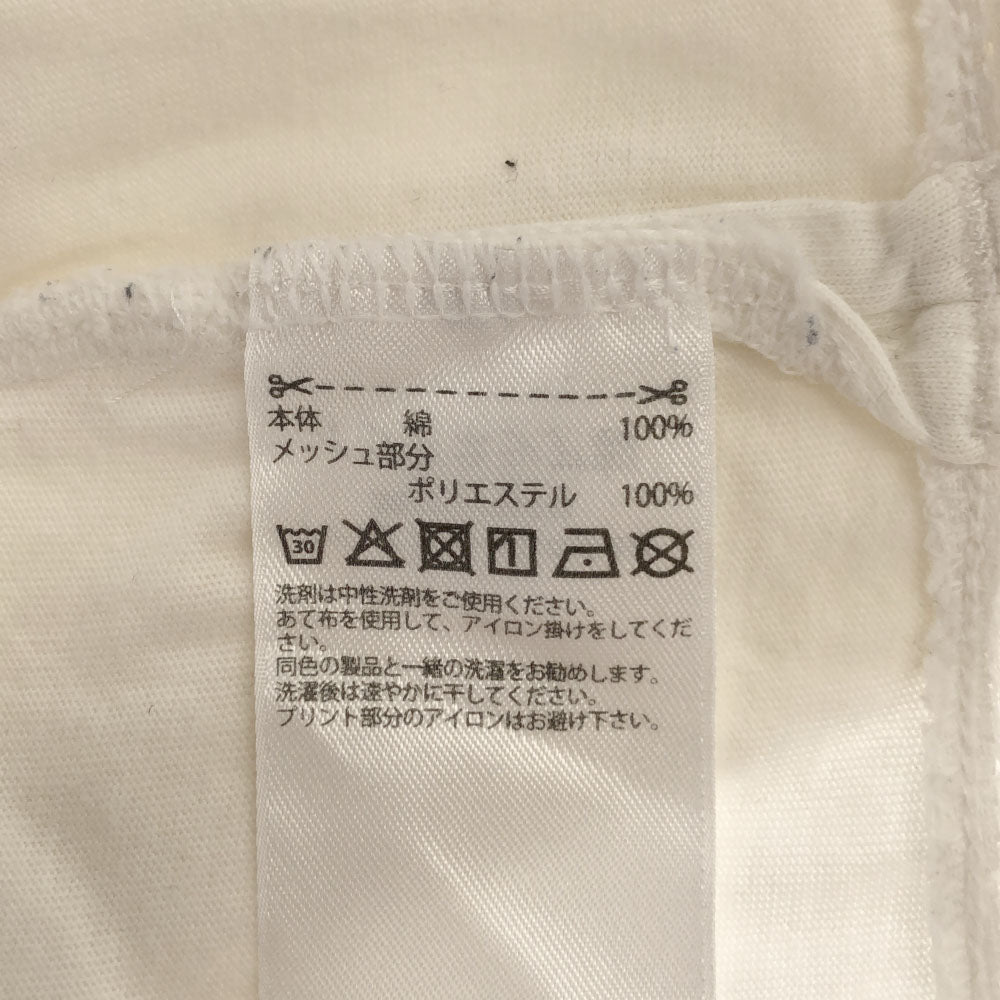 本体 綿 100%
メッシュ部分
ポリエステル 100%
30
洗剤は中性洗剤をご使用ください。
あて布を使用して、アイロン掛けをしてくだ
さい。
同色の製品と一緒の洗濯をお勧めします。
洗濯後は速やかに干してください。
プリント部分のアイロンはお避け下さい。